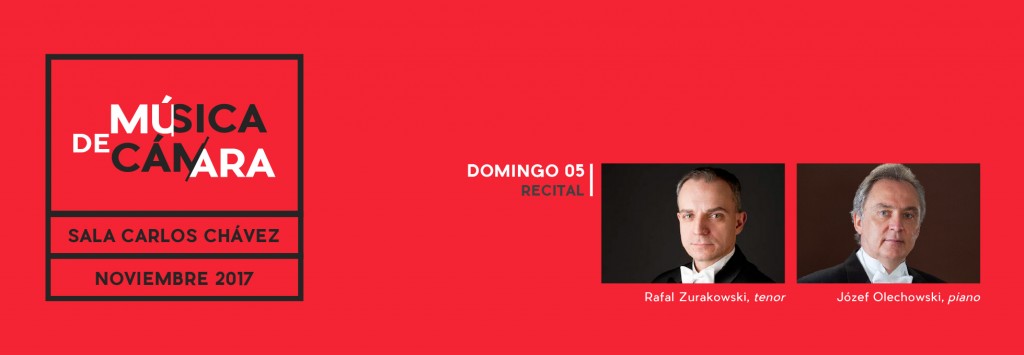 MÚSICA
DE
CÁMARA
SALA CARLOS CHÁVEZ
NOVIEMBRE 2017
DOMINGO 05
RECITAL
Rafal Zurakowski, tenor
Józef Olechowski, piano